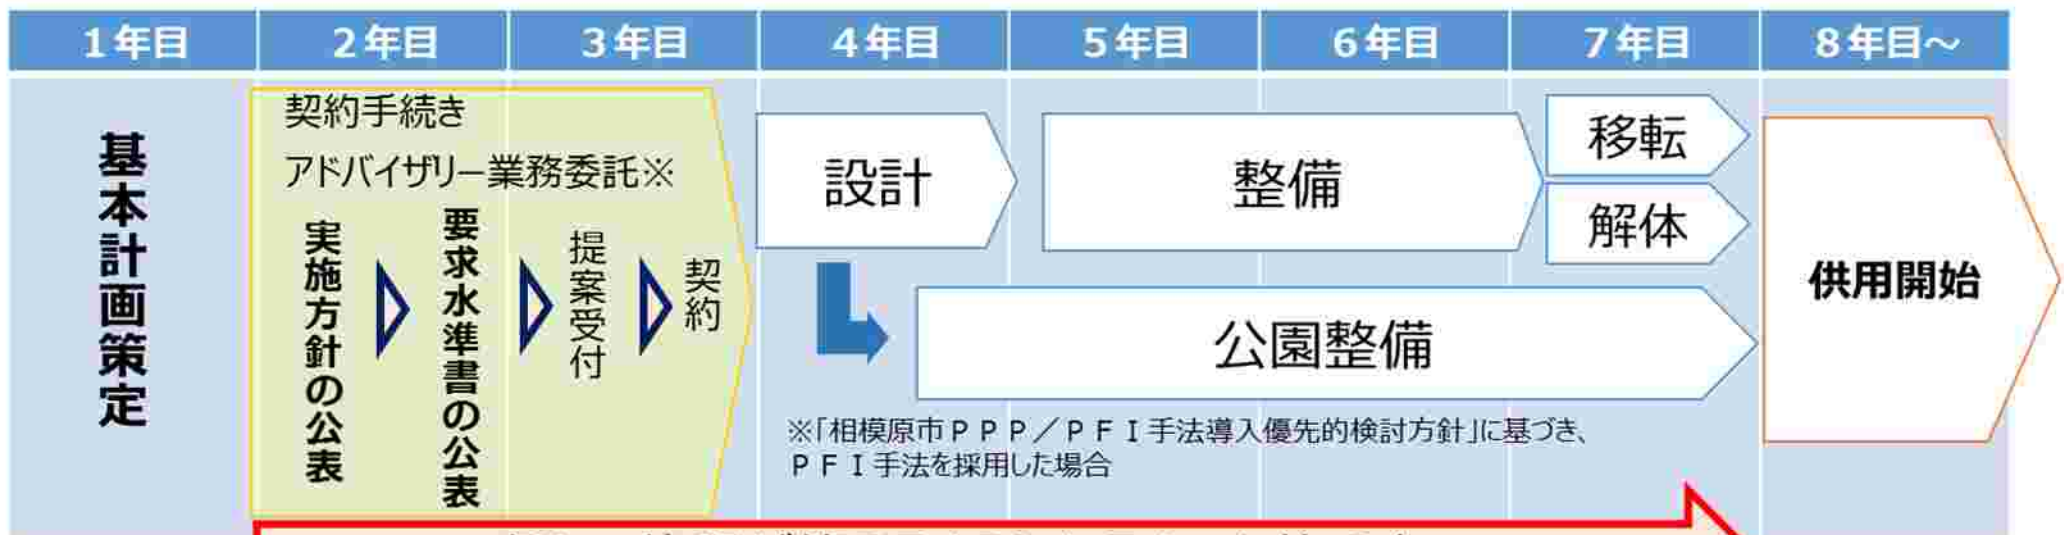 1年目
2年目
3年目
4年目
5年目
6年目
7年目
8年目～
基本計画策定
契約手続き
アドバイザリー業務委託※
実施方針の公表
要求水準書の公表
提案受付
契約
設計
整備
移転
解体
公園整備
供用開始
※「相模原市ＰＰＰ／ＰＦＩ手法導入優先的検討方針」に基づき、
ＰＦＩ手法を採用した場合